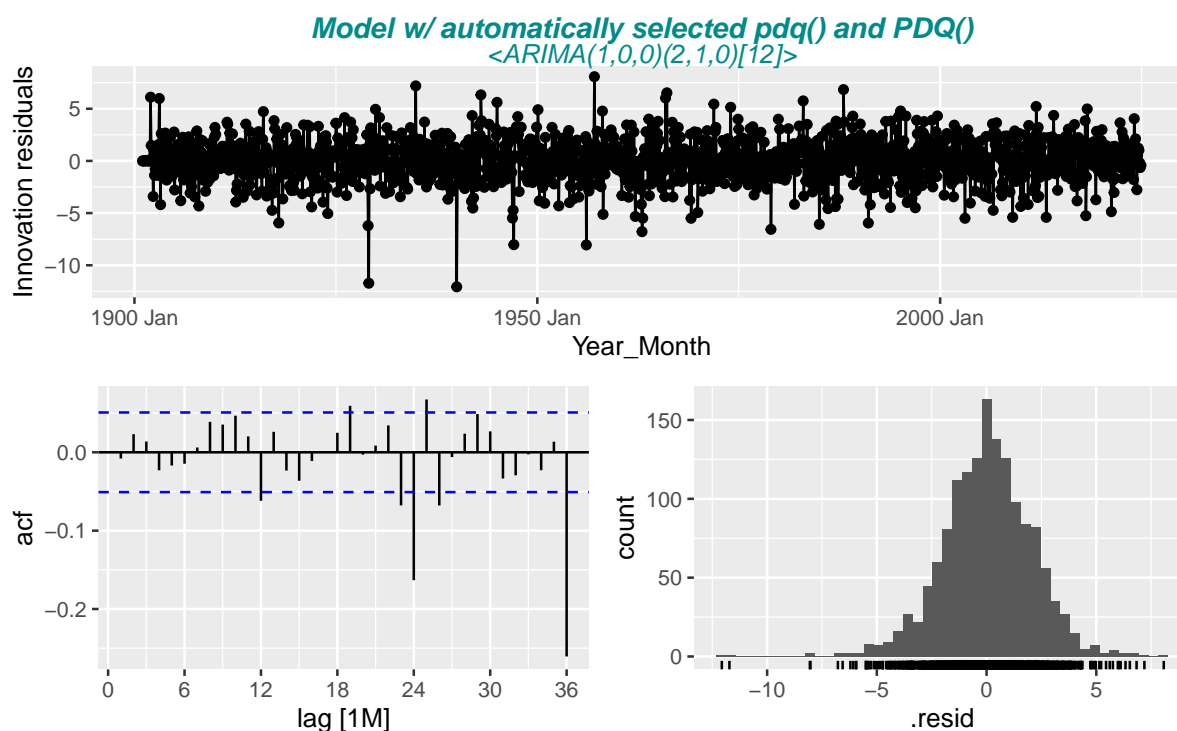 Model w/ automatically selected pdq() and PDQ()
<ARIMA(1,0,0)(2,1,0)[12]>
Innovation residuals
5
0
−5
−10
1900 Jan 1950 Jan 2000 Jan
Year_Month
acf
0.0
−0.1
−0.2
0 6 12 18 24 30 36
lag [1M]
count
150
100
50
0
−10 −5 0 5
.resid